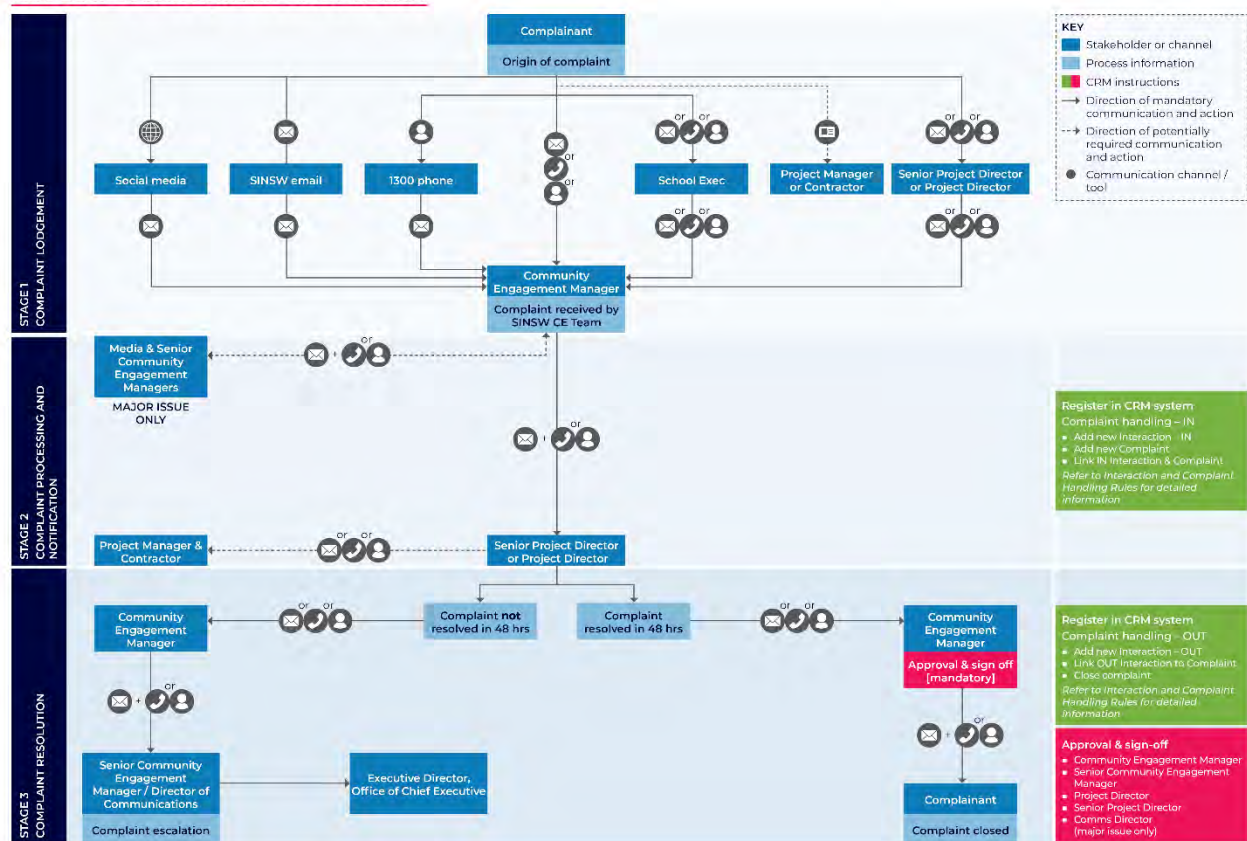 Complainant
Origin of complaint
or
or
or
or
or
or
Social media
SINSW email
1300 phone
School Exec
Project Manager
or Contractor
Senior Project Director
or Project Director
or
or
or
or
Community
Engagement Manager
Complaint received by
SINSW CE Team
STAGE 1
COMPLAINT LODGEMENT
KEY
Stakeholder or channel
Process information
CRM instructions
Direction of mandatory
communication and action
Direction of potentially
required communication
and action
Communication channel /
tool
STAGE 2
COMPLAINT PROCESSING AND
NOTIFICATION
Media & Senior
Community
Engagement
Managers
MAJOR ISSUE
ONLY
+
or
+
or
Project Manager &
Contractor
or
or
Senior Project Director
or Project Director
Register in CRM system
Complaint handling – IN
Add new Interaction – IN
Add new Complaint
Link IN Interaction & Complaint
Refer to Interaction and Complaint
Handling Rules for detailed
information
STAGE 3
COMPLAINT RESOLUTION
Community
Engagement
Manager
or
or
Complaint not
resolved in 48 hrs
Complaint
resolved in 48 hrs
or
or
Community
Engagement
Manager
Approval & sign off
[mandatory]
+
or
+
or
Senior Community
Engagement
Manager / Director of
Communications
Complaint escalation
Executive Director,
Office of Chief Executive
Complainant
Complaint closed
Register in CRM system
Complaint handling – OUT
Add new Interaction – OUT
Link OUT Interaction to Complaint
Close complaint
Refer to Interaction and Complaint
Handling Rules for detailed
information
Approval & sign-off
Community Engagement Manager
Senior Community Engagement
Manager
Project Director
Senior Project Director
Comms Director
(major issue only)